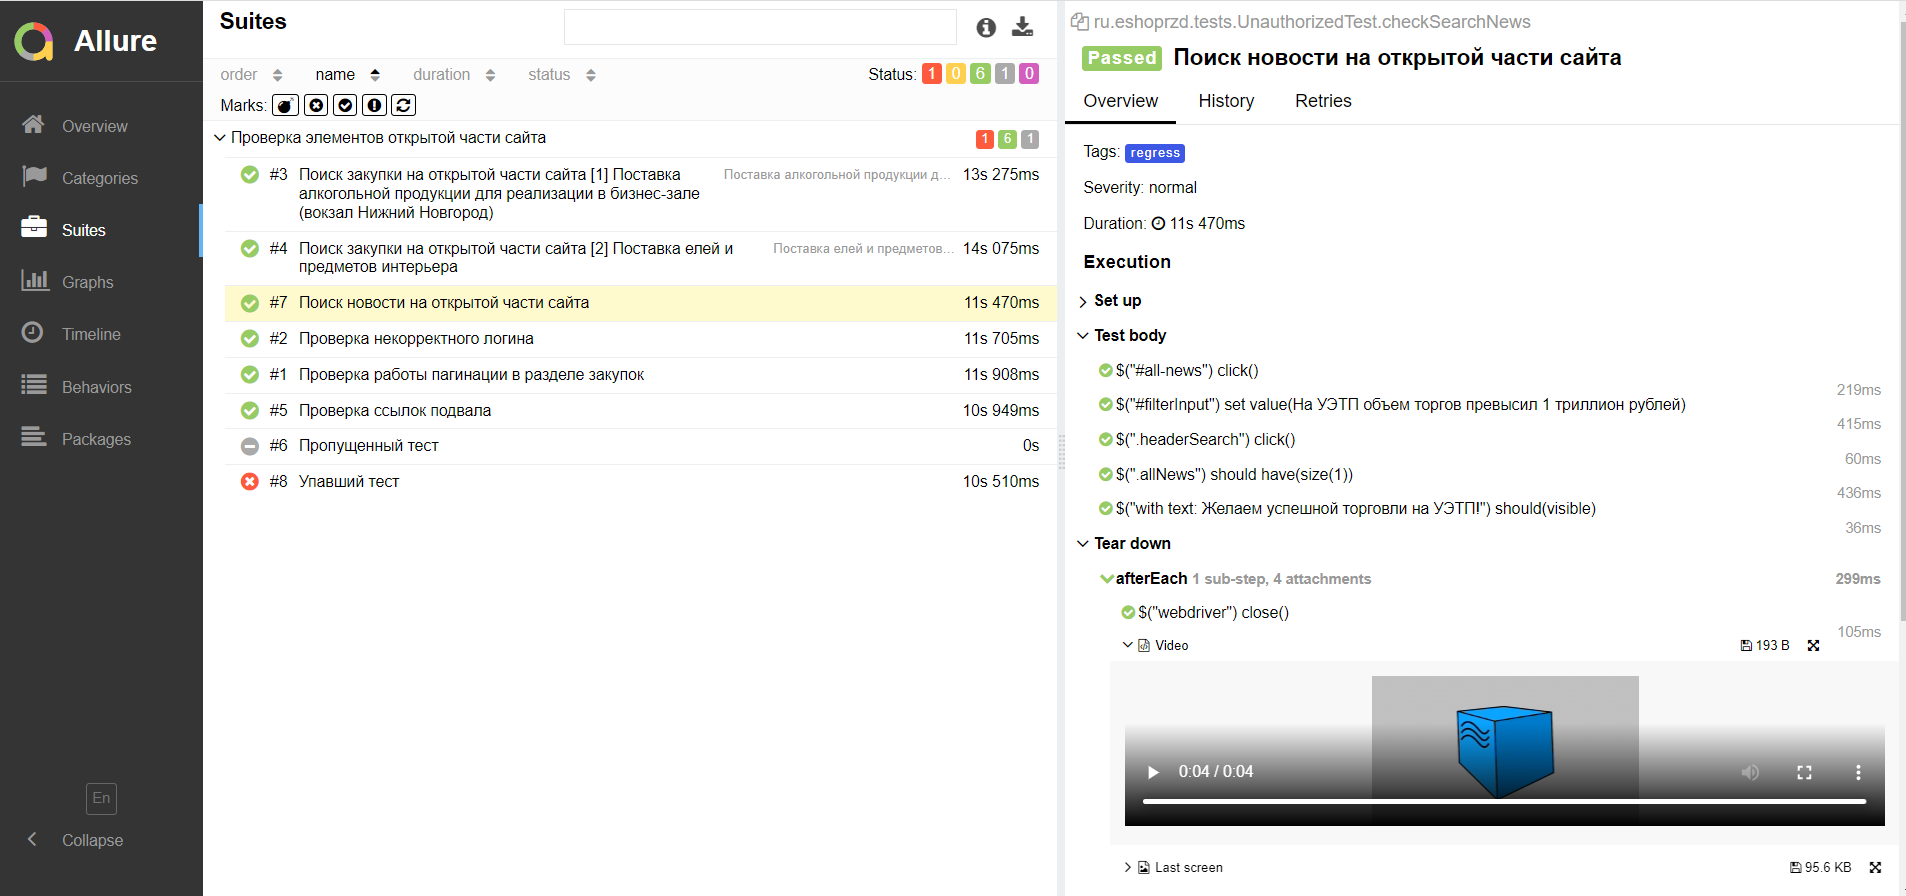 Allure
Overview
Categories
Suites
Graphs
Timeline
Behaviors
Packages
En
Collapse
Suites
order name duration status Status: 1 0 6 1 0
Marks:
Проверка элементов открытой части сайта 1 6 1
#3 Поиск закупки на открытой части сайта [1] Поставка Поставка алкогольной продукции д... 13s 275ms
алкогольной продукции для реализации в бизнес-зале
(вокзал Нижний Новгород)
#4 Поиск закупки на открытой части сайта [2] Поставка елей и Поставка елей и предметов... 14s 075ms
предметов интерьера
#7 Поиск новости на открытой части сайта 11s 470ms
#2 Проверка некорректного логина 11s 705ms
#1 Проверка работы пагинации в разделе закупок 11s 908ms
#5 Проверка ссылок подвала 10s 949ms
#6 Пропущенный тест 0s
#8 Упавший тест 10s 510ms
ru.eshoprzd.tests.UnauthorizedTest.checkSearchNews
Passed Поиск новости на открытой части сайта
Overview History Retries
Tags: regress
Severity: normal
Duration: 11s 470ms
Execution
Set up
Test body
$("#all-news") click()
219ms
$("#filterInput") set value(На УЭТП объем торгов превысил 1 триллион рублей)
415ms
$(".headerSearch") click()
60ms
$(".allNews") should have(size(1))
436ms
$("with text: Желаем успешной торговли на УЭТП!") should(visible)
36ms
Tear down
afterEach 1 sub-step, 4 attachments 299ms
$("webdriver") close()
105ms
Video 193 B
0:04 / 0:04
Last screen 95.6 KB